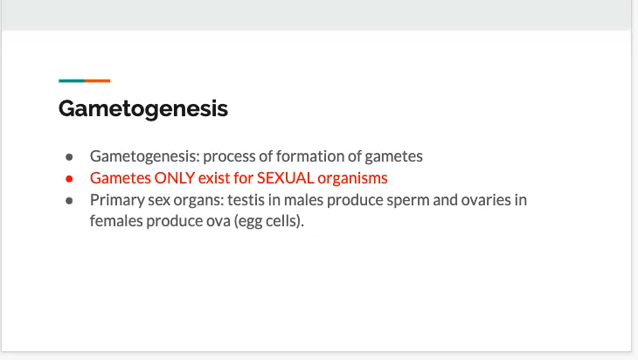 Gametogenesis
● Gametogenesis: process of formation of gametes
● Gametes ONLY exist for SEXUAL organisms
● Primary sex organs: testis in males produce sperm and ovaries in
females produce ova (egg cells).